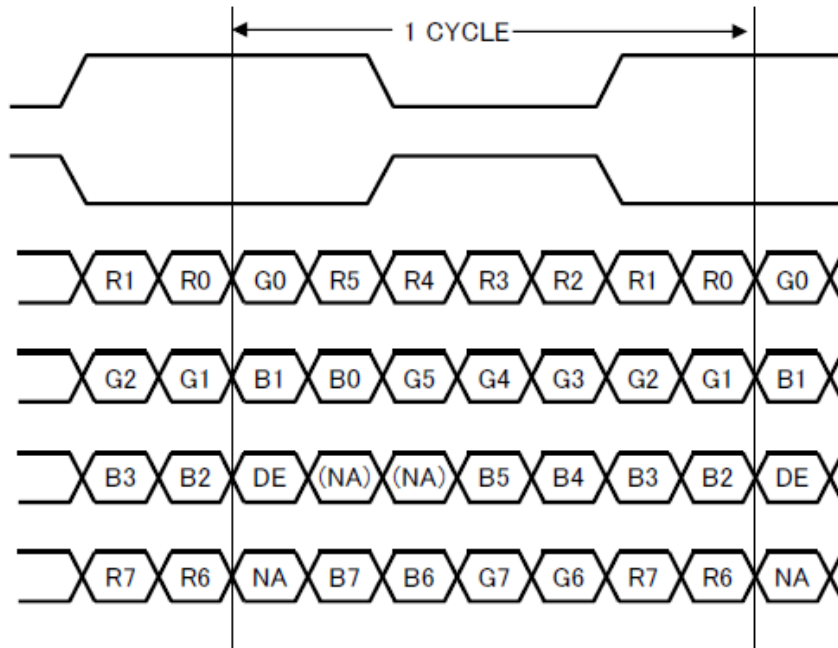 1 CYCLE
R1 R0 G0 R5 R4 R3 R2 R1 R0 G0
G2 G1 B1 B0 G5 G4 G3 G2 G1 B1
B3 B2 DE (NA) (NA) B5 B4 B3 B2 DE
R7 R6 NA B7 B6 G7 G6 R7 R6 NA